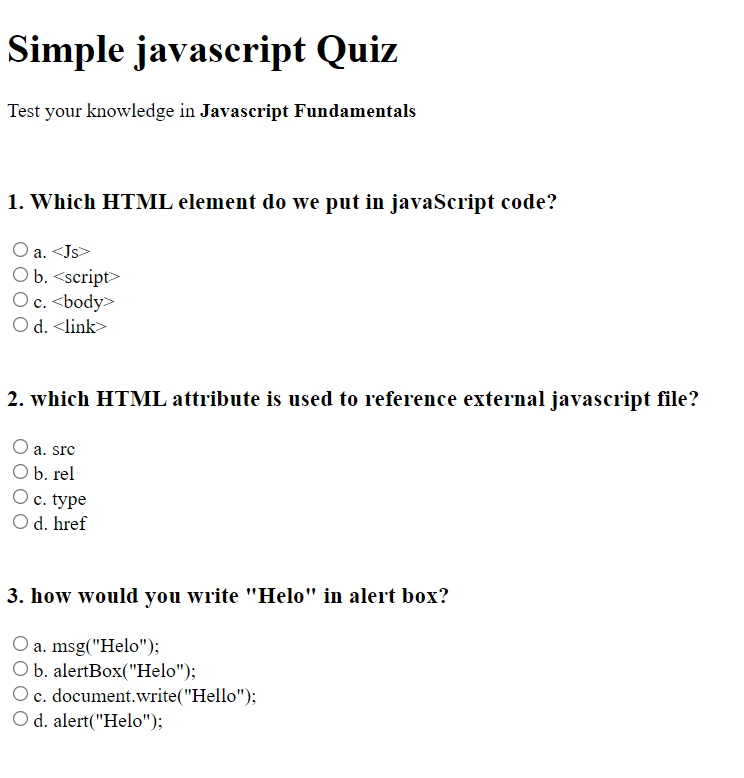 Simple javascript Quiz
Test your knowledge in Javascript Fundamentals
1. Which HTML element do we put in javaScript code?
a. <Js>
b. <script>
c. <body>
d. <link>
2. which HTML attribute is used to reference external javascript file?
a. src
b. rel
c. type
d. href
3. how would you write "Helo" in alert box?
a. msg("Helo");
b. alertBox("Helo");
c. document.write("Hello");
d. alert("Helo");